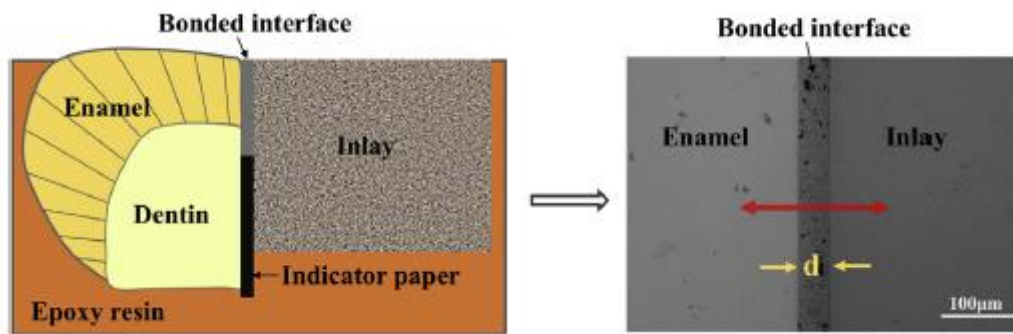 Bonded interface
Enamel
Inlay
Dentin
Indicator paper
Epoxy resin
Bonded interface
Enamel
Inlay
d
100μm